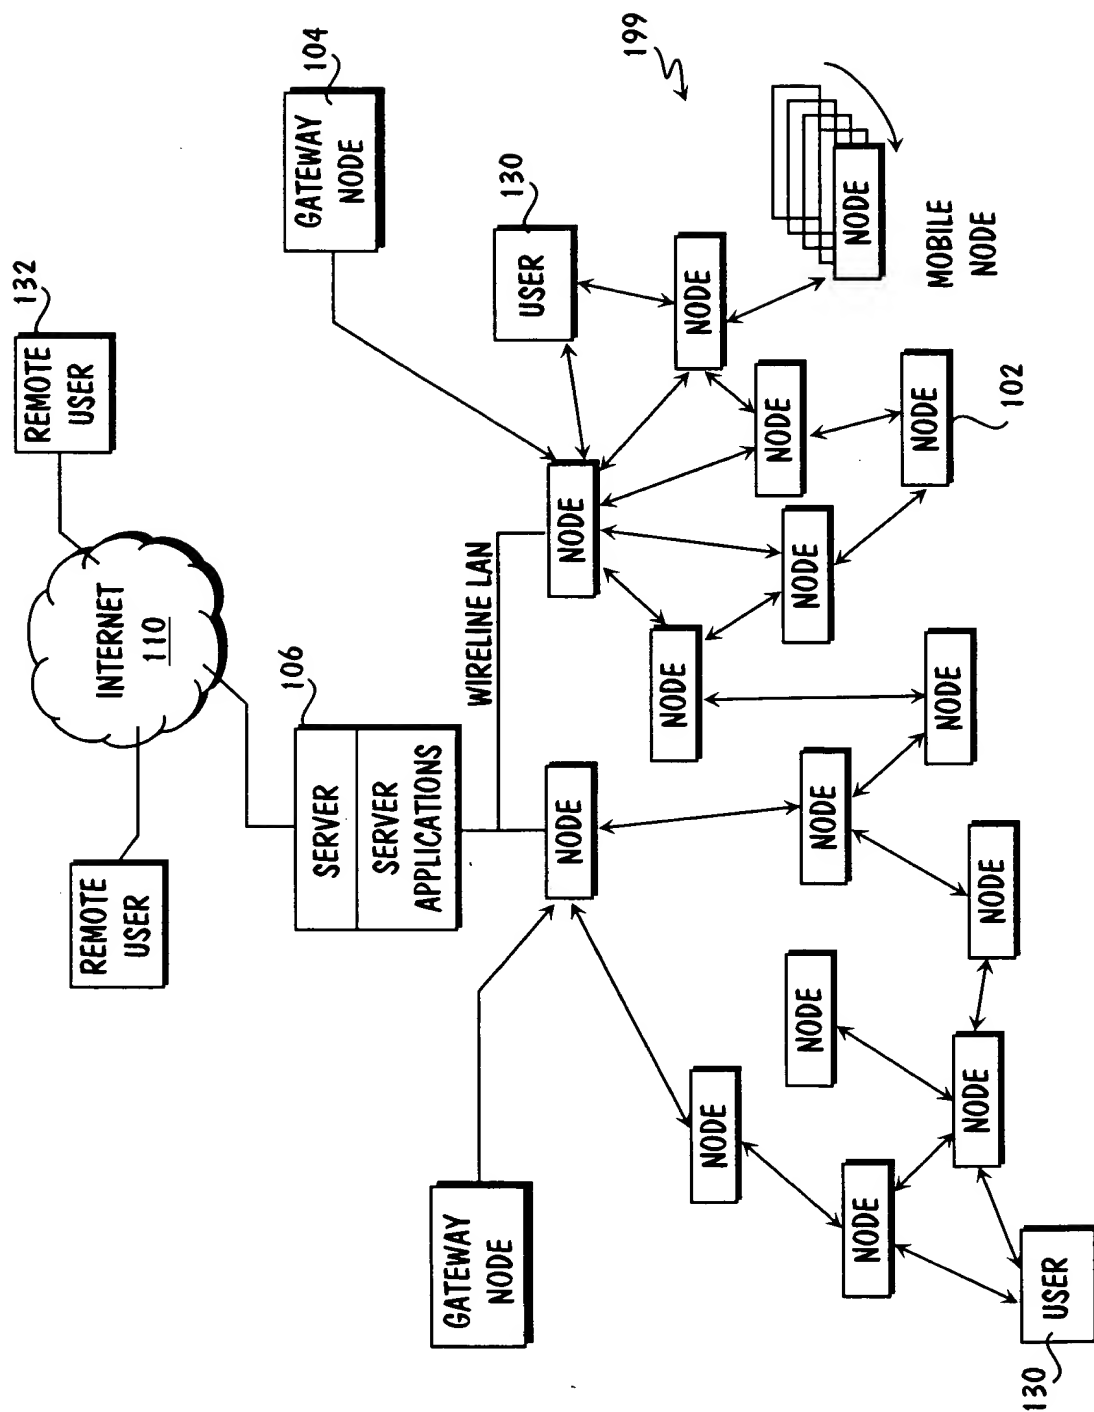 132
REMOTE
USER
REMOTE
USER
INTERNET
110
106
104
GATEWAY
NODE
SERVER
SERVER
APPLICATIONS
GATEWAY
NODE
WIRELINE LAN
130
USER
NODE
NODE
199
NODE
NODE
NODE
NODE
NODE
NODE
NODE
NODE
NODE
NODE
MOBILE
NODE
NODE
102
NODE
NODE
130
USER